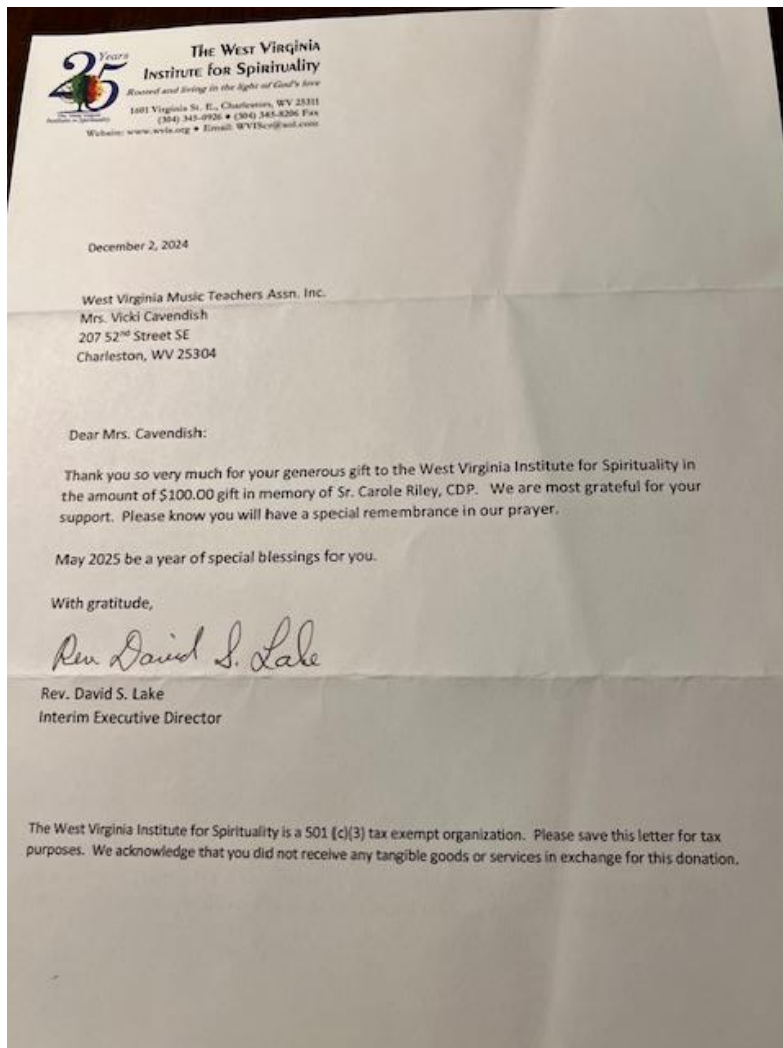 25 Years
The West Virginia
Institute for Spirituality
Rooted and living in the light of God's love
1601 Virginia St. E., Charleston, WV 25311
(304) 345-0926 • (304) 345-8206 Fax
Website: www.wvis.org • Email: WVISco@aol.com
December 2, 2024
West Virginia Music Teachers Assn. Inc.
Mrs. Vicki Cavendish
207 52nd Street SE
Charleston, WV 25304
Dear Mrs. Cavendish:
Thank you so very much for your generous gift to the West Virginia Institute for Spirituality in
the amount of $100.00 gift in memory of Sr. Carole Riley, CDP. We are most grateful for your
support. Please know you will have a special remembrance in our prayer.
May 2025 be a year of special blessings for you.
With gratitude,
Rev David S. Lake
Rev. David S. Lake
Interim Executive Director
The West Virginia Institute for Spirituality is a 501 (c)(3) tax exempt organization. Please save this letter for tax
purposes. We acknowledge that you did not receive any tangible goods or services in exchange for this donation.